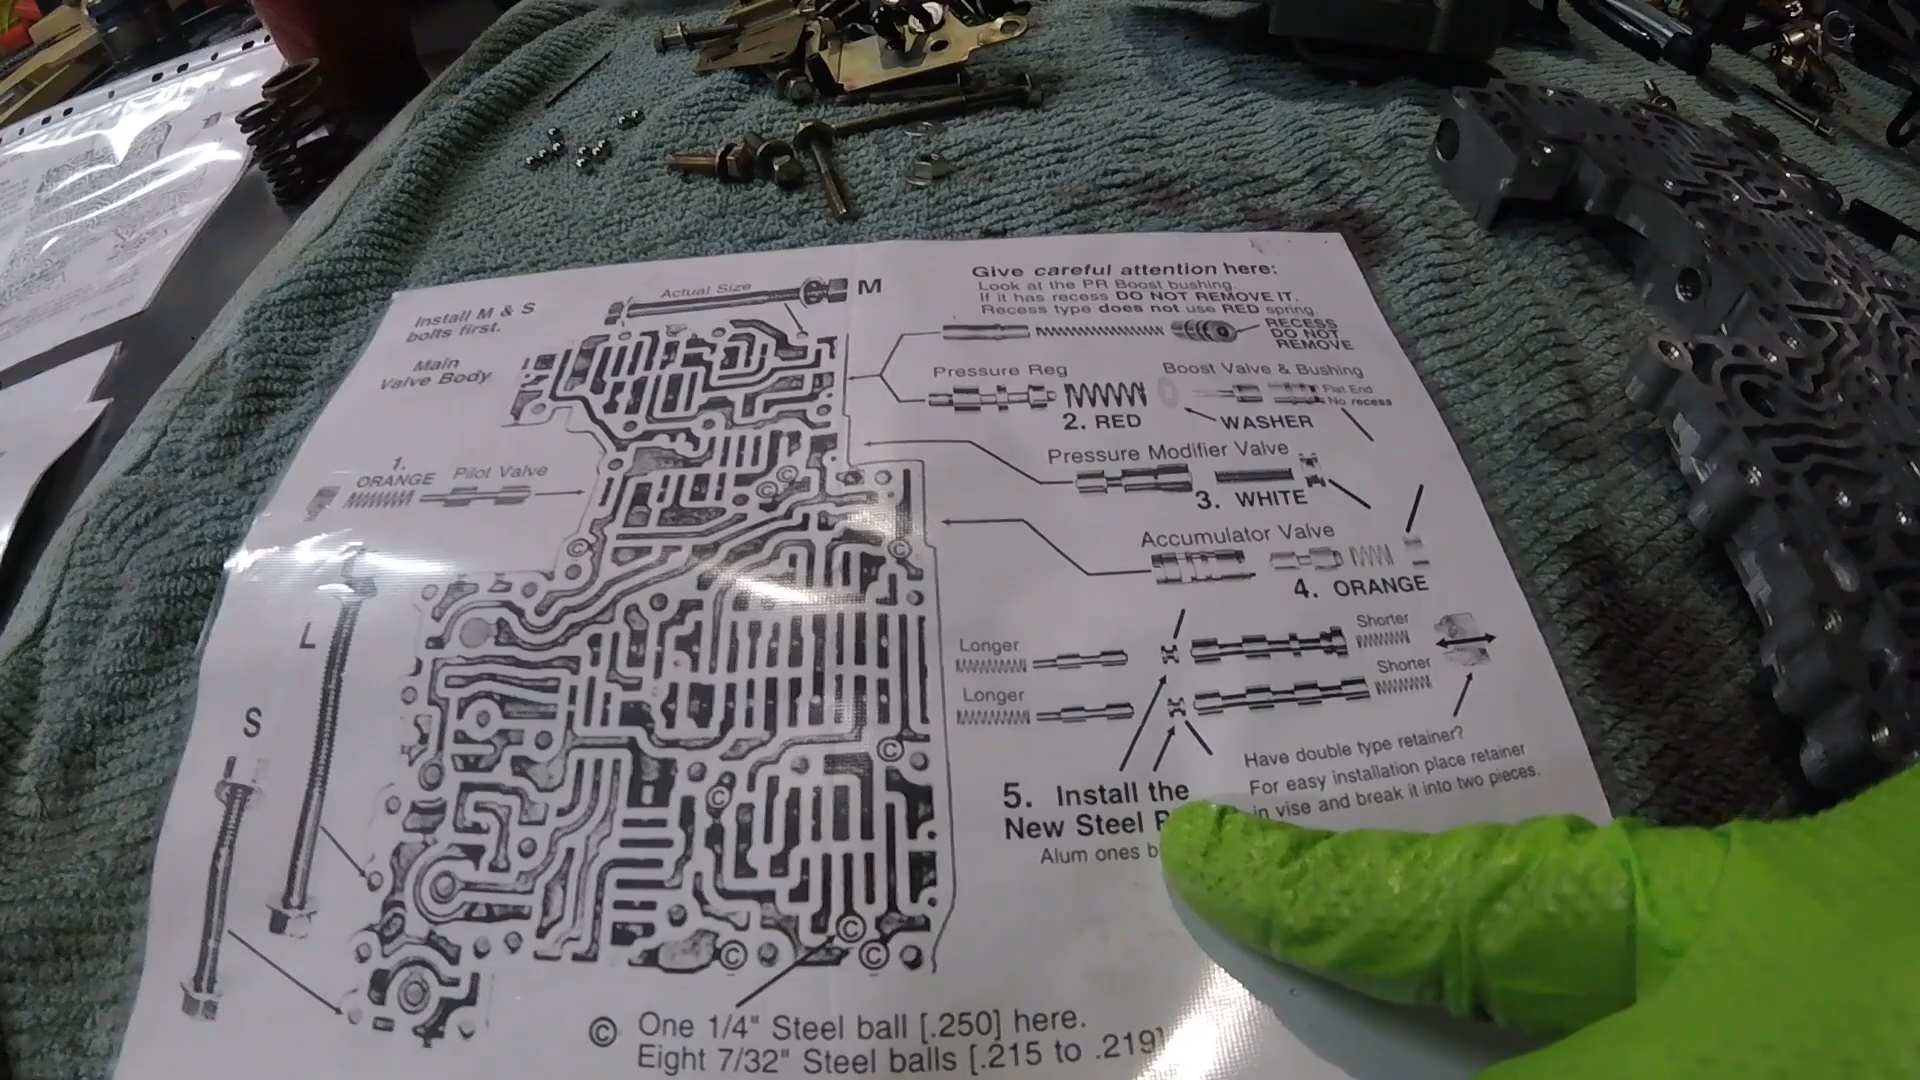 Install M & S
bolts first.
Actual Size
M
Main
Valve Body
1.
ORANGE Pilot Valve
L
S
Give careful attention here:
Look at the PR Boost bushing.
If it has recess DO NOT REMOVE IT.
Recess type does not use RED spring.
RECESS
DO NOT
REMOVE
Pressure Reg
Boost Valve & Bushing
Flat End
No recess
2. RED
WASHER
Pressure Modifier Valve
3. WHITE
Accumulator Valve
4. ORANGE
Longer
Shorter
Longer
Shorter
5. Install the
New Steel
Alum ones
Have double type retainer?
For easy installation place retainer
in vise and break it into two pieces.
© © © © © © © © ©
© One 1/4" Steel ball [.250] here.
Eight 7/32" Steel balls [.215 to .219]